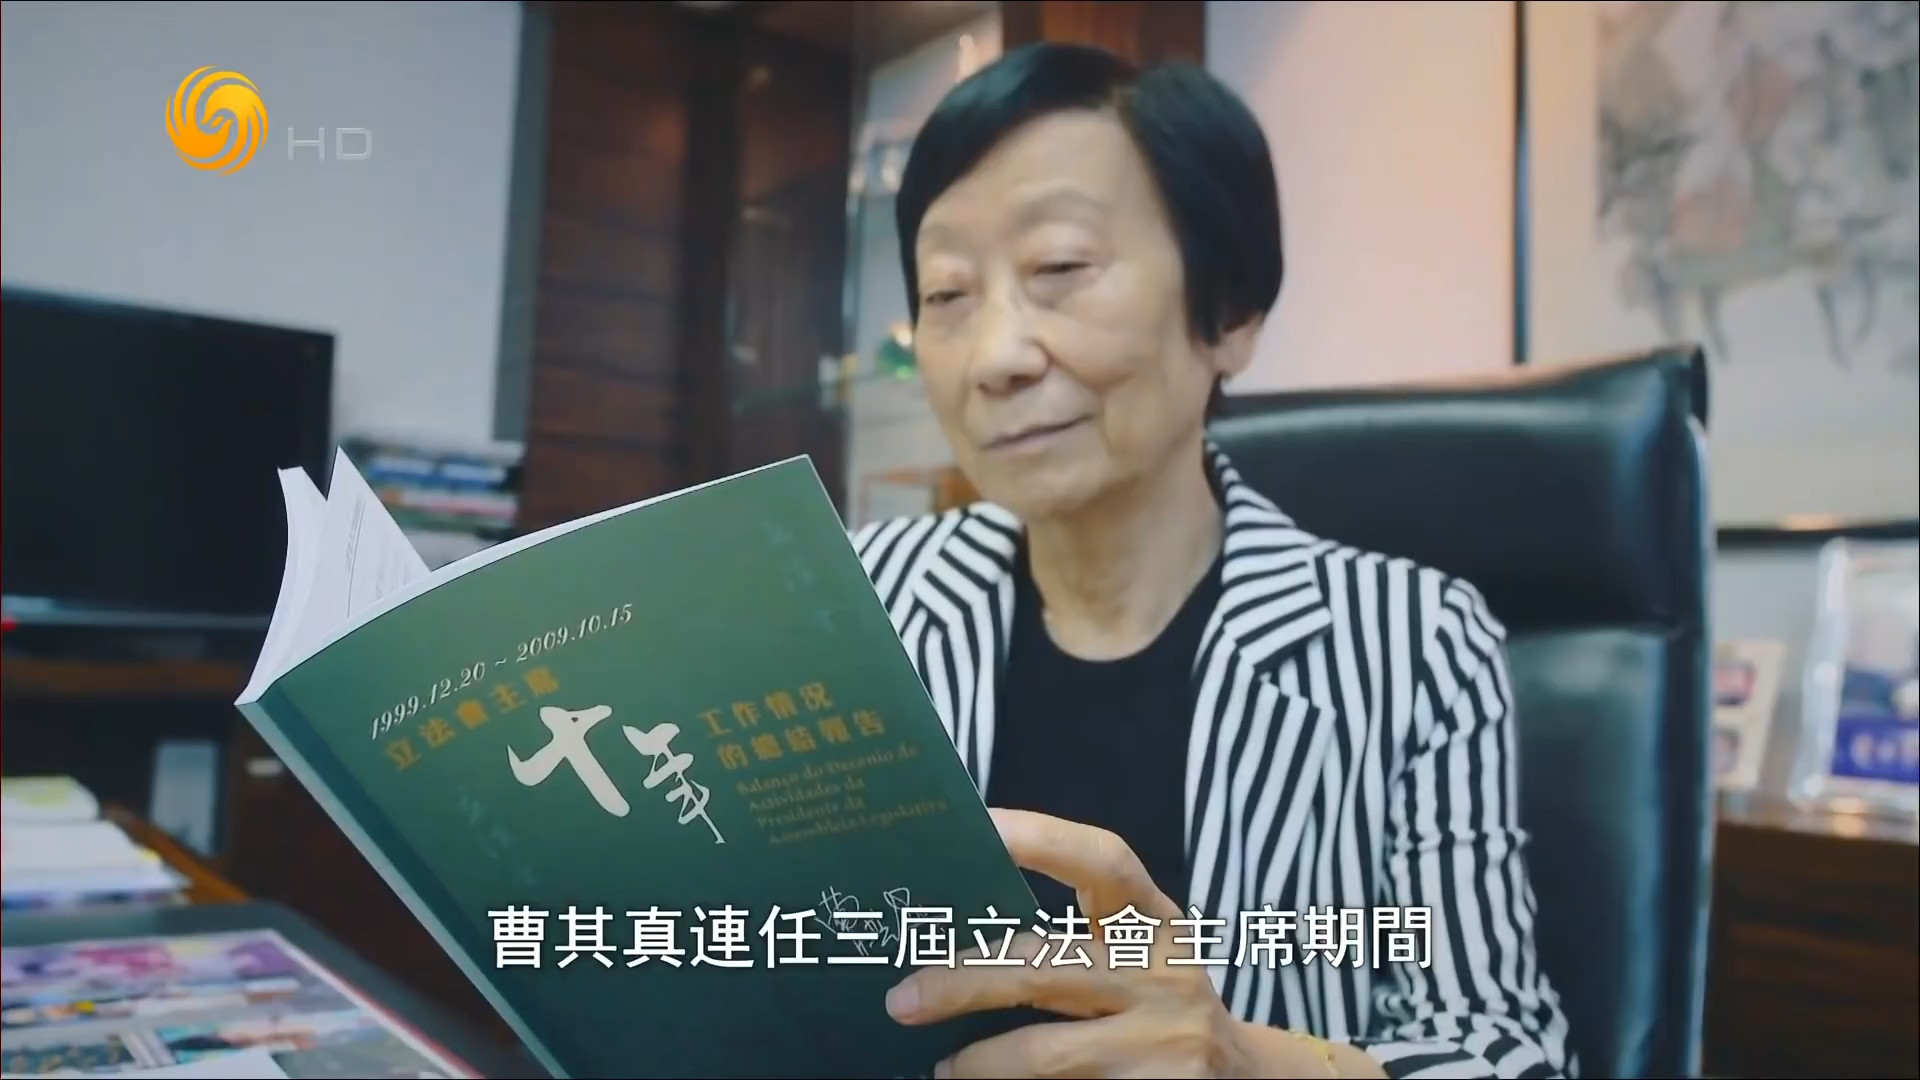 HD
1999.12.20 ~ 2009.10.15
立法會主席
十年
工作情況
的總結報告
Balanço do Decénio de
Actividades da
Presidente da
Assembleia Legislativa
曹其真連任三屆立法會主席期間